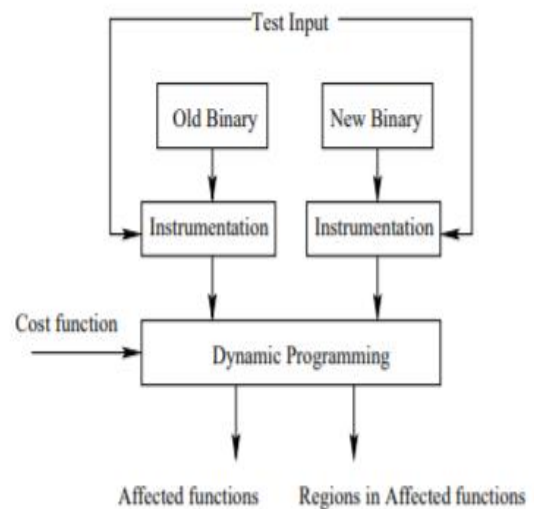 Test Input
Old Binary
New Binary
Instrumentation
Instrumentation
Cost function
Dynamic Programming
Affected functions
Regions in Affected functions